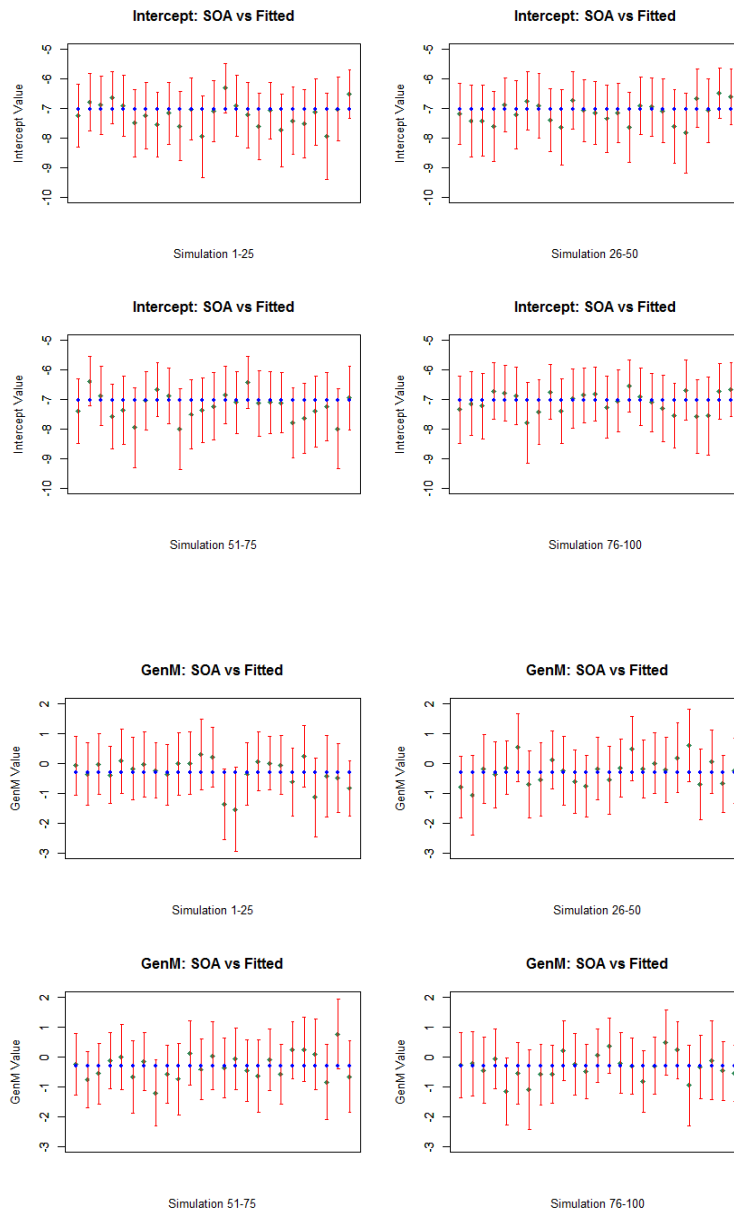 Intercept: SOA vs Fitted
Intercept Value
-5
-6
-7
-8
-9
-10
Simulation 1-25
Intercept: SOA vs Fitted
Intercept Value
-5
-6
-7
-8
-9
-10
Simulation 26-50
Intercept: SOA vs Fitted
Intercept Value
-5
-6
-7
-8
-9
-10
Simulation 51-75
Intercept: SOA vs Fitted
Intercept Value
-5
-6
-7
-8
-9
-10
Simulation 76-100
GenM: SOA vs Fitted
GenM Value
2
1
0
-1
-2
-3
Simulation 1-25
GenM: SOA vs Fitted
GenM Value
2
1
0
-1
-2
-3
Simulation 26-50
GenM: SOA vs Fitted
GenM Value
2
1
0
-1
-2
-3
Simulation 51-75
GenM: SOA vs Fitted
GenM Value
2
1
0
-1
-2
-3
Simulation 76-100